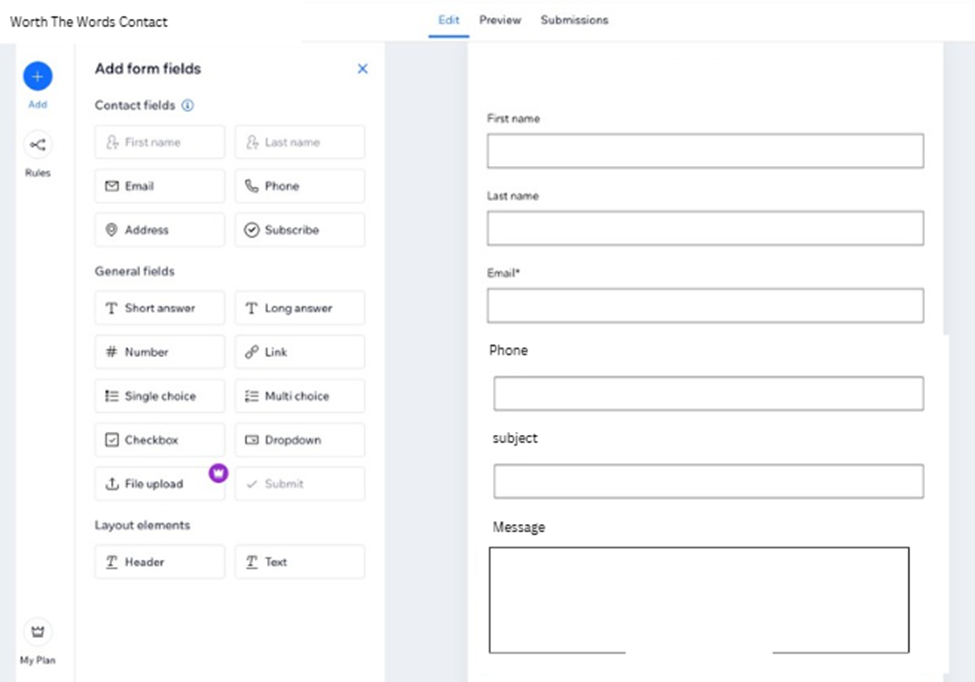 Worth The Words Contact
Edit Preview Submissions
Add
Rules
My Plan
Add form fields
Contact fields
First name Last name
Email Phone
Address Subscribe
General fields
Short answer Long answer
Number Link
Single choice Multi choice
Checkbox Dropdown
File upload Submit
Layout elements
Header Text
First name
Last name
Email*
Phone
subject
Message